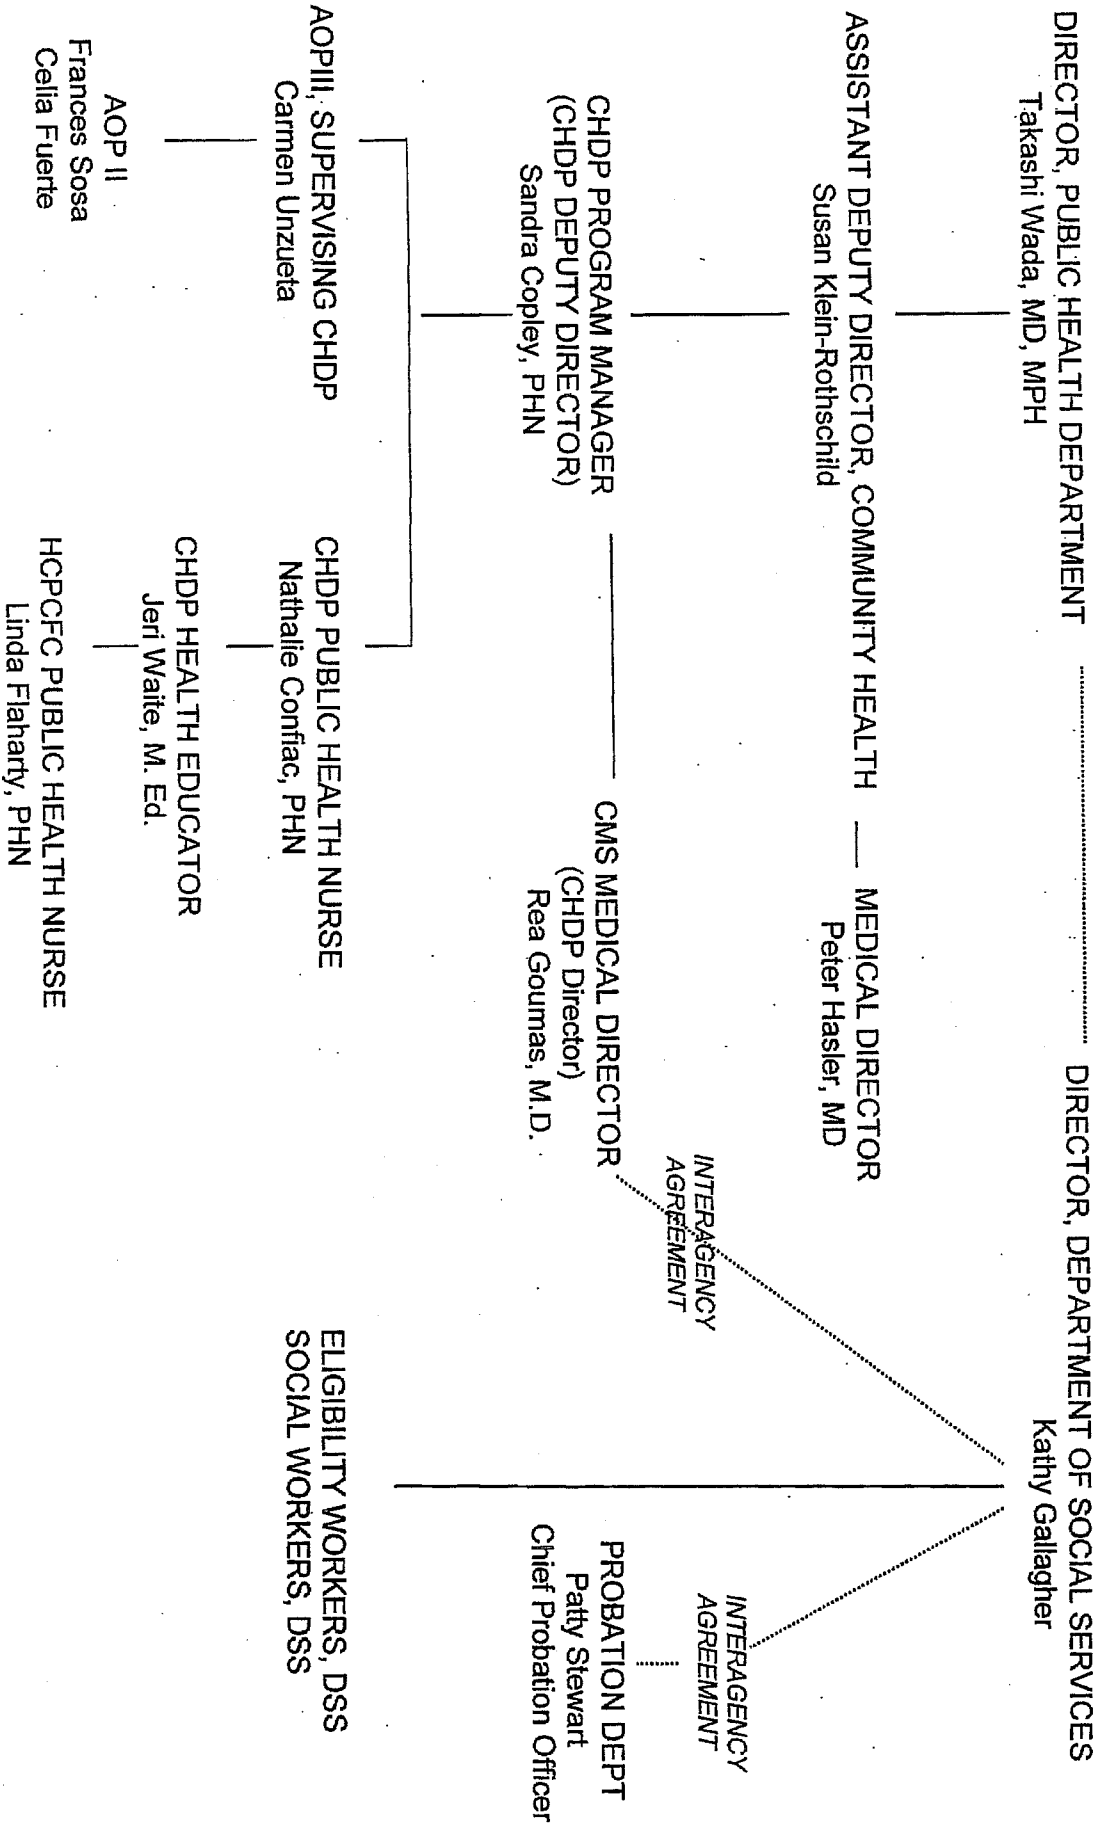 DIRECTOR, PUBLIC HEALTH DEPARTMENT
Takashi Wada, MD, MPH
DIRECTOR, DEPARTMENT OF SOCIAL SERVICES
Kathy Gallagher
ASSISTANT DEPUTY DIRECTOR, COMMUNITY HEALTH
Susan Klein-Rothschild
MEDICAL DIRECTOR
Peter Hasler, MD
INTERAGENCY
AGREEMENT
INTERAGENCY
AGREEMENT
CHDP PROGRAM MANAGER
(CHDP DEPUTY DIRECTOR)
Sandra Copley, PHN
CMS MEDICAL DIRECTOR
(CHDP Director)
Rea Goumas, M.D.
PROBATION DEPT
Patty Stewart
Chief Probation Officer
AOPIII, SUPERVISING CHDP
Carmen Unzueta
CHDP PUBLIC HEALTH NURSE
Nathalie Confiac, PHN
ELIGIBILITY WORKERS, DSS
SOCIAL WORKERS, DSS
AOP II
Frances Sosa
Celia Fuerte
CHDP HEALTH EDUCATOR
Jeri Waite, M. Ed.
HCPCFC PUBLIC HEALTH NURSE
Linda Flaharty, PHN